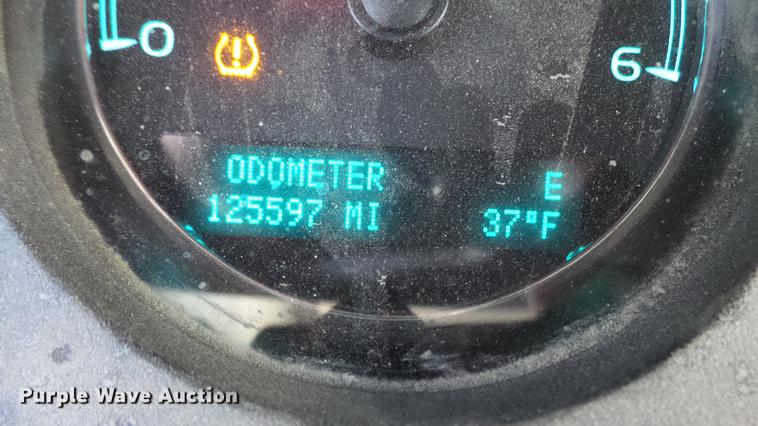 0
6
ODOMETER E
125597 MI 37°F
Purple Wave Auction